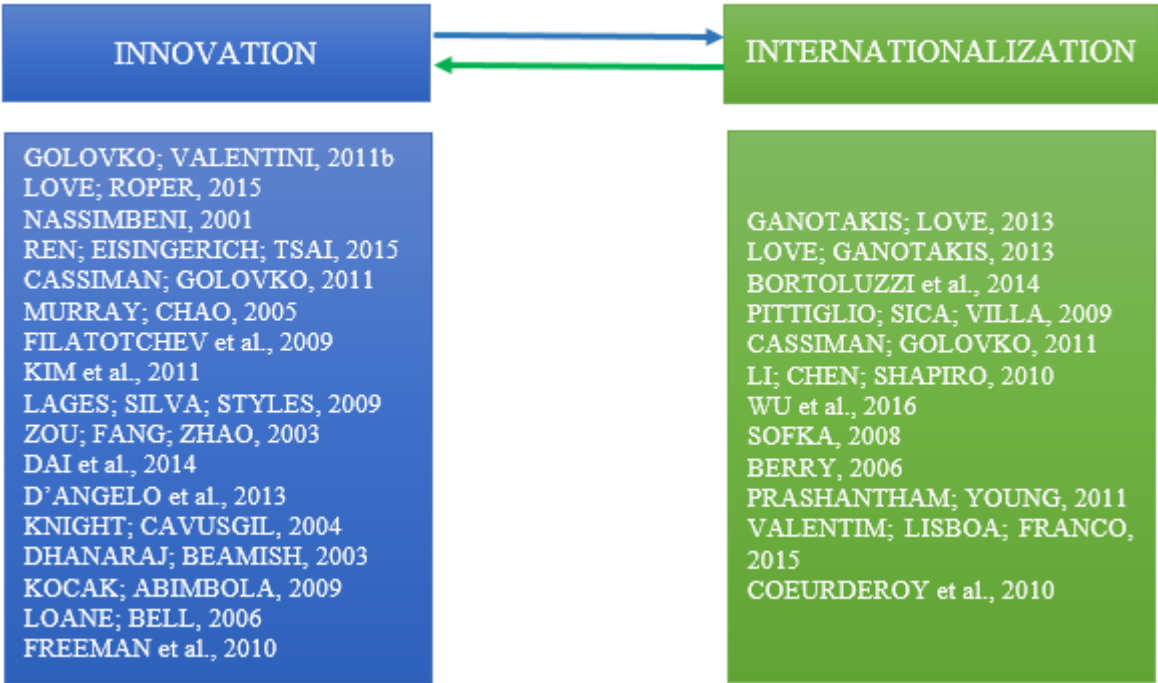 INNOVATION
INTERNATIONALIZATION
GOLOVKO; VALENTINI, 2011b
LOVE; ROPER, 2015
NASSIMBENI, 2001
REN; EISINGERICH; TSAI, 2015
CASSIMAN; GOLOVKO, 2011
MURRAY; CHAO, 2005
FILATOTCHEV et al., 2009
KIM et al., 2011
LAGES; SILVA; STYLES, 2009
ZOU; FANG; ZHAO, 2003
DAI et al., 2014
D’ANGELO et al., 2013
KNIGHT; CAVUSGIL, 2004
DHANARAJ; BEAMISH, 2003
KOCAK; ABIMBOLA, 2009
LOANE; BELL, 2006
FREEMAN et al., 2010
GANOTAKIS; LOVE, 2013
LOVE; GANOTAKIS, 2013
BORTOLUZZI et al., 2014
PITTIGLIO; SICA; VILLA, 2009
CASSIMAN; GOLOVKO, 2011
LI; CHEN; SHAPIRO, 2010
WU et al., 2016
SOFKA, 2008
BERRY, 2006
PRASHANTHAM; YOUNG, 2011
VALENTIM; LISBOA; FRANCO,
2015
COEURDEROY et al., 2010